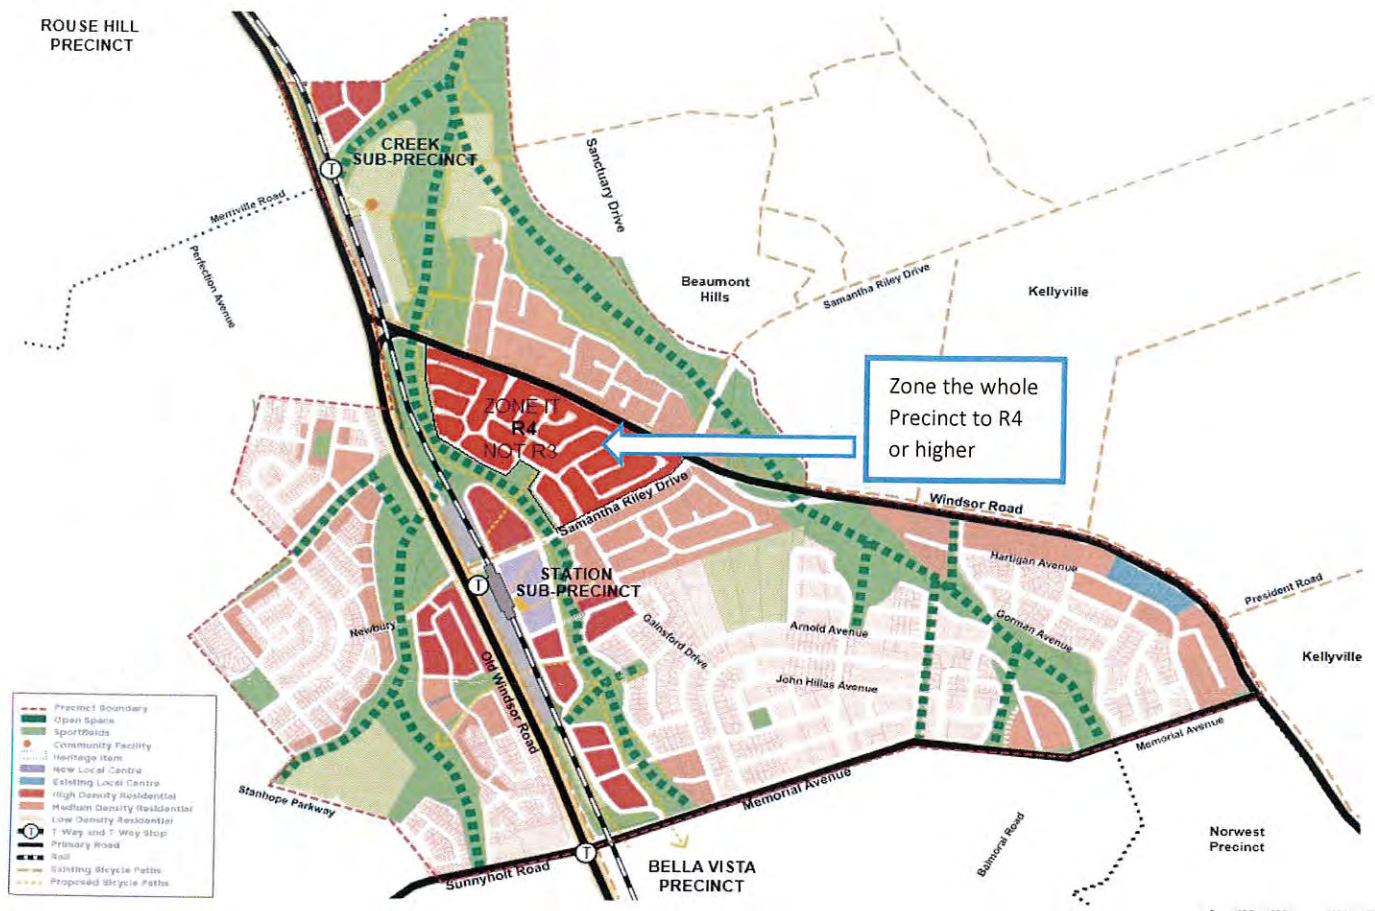 ROUSE HILL
PRECINCT
CREEK
SUB-PRECINCT
Sanctuary Drive
Merriville Road
Perfection Avenue
Beaumont
Hills
Samantha Riley Drive
Kellyville
Zone the whole
Precinct to R4
or higher
ZONE IT
R4
NOT R3
Samantha Riley Drive
Windsor Road
Hartigan Avenue
President Road
STATION
SUB-PRECINCT
Newbury
Gainsford Drive
Arnold Avenue
Gorman Avenue
Kellyville
John Hillas Avenue
Old Windsor Road
Memorial Avenue
Memorial Avenue
Stanhope Parkway
Sunnyholt Road
BELLA VISTA
PRECINCT
Balmoral Road
Norwest
Precinct
Precinct Boundary
Open Space
Sportfields
Community Facility
Heritage Item
New Local Centre
Existing Local Centre
High Density Residential
Medium Density Residential
Low Density Residential
T T-Way and T-Way Stop
Primary Road
Rail
Existing Bicycle Paths
Proposed Bicycle Paths
T
T
T